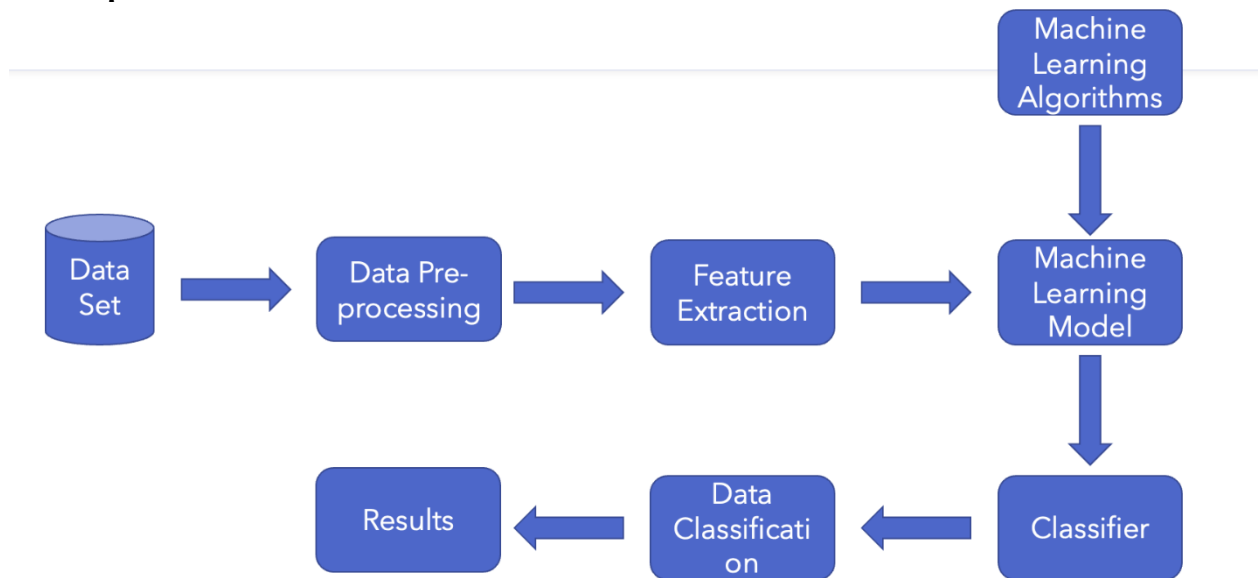 Machine
Learning
Algorithms
Data
Set
Data Pre-
processing
Feature
Extraction
Machine
Learning
Model
Results
Data
Classificati
on
Classifier